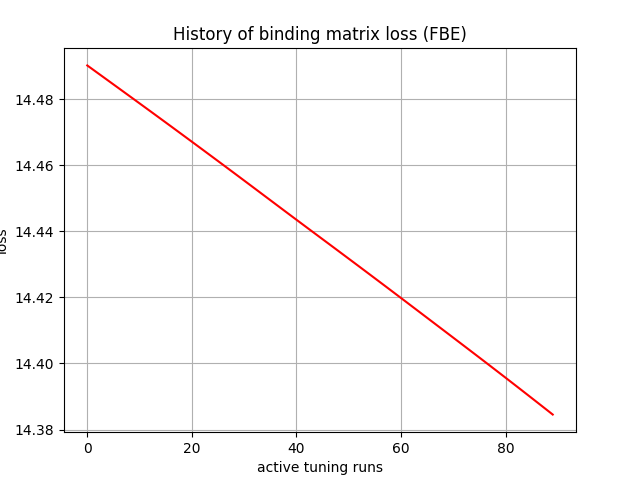 History of binding matrix loss (FBE)
14.48
14.46
14.44
loss
14.42
14.40
14.38
0 20 40 60 80
active tuning runs